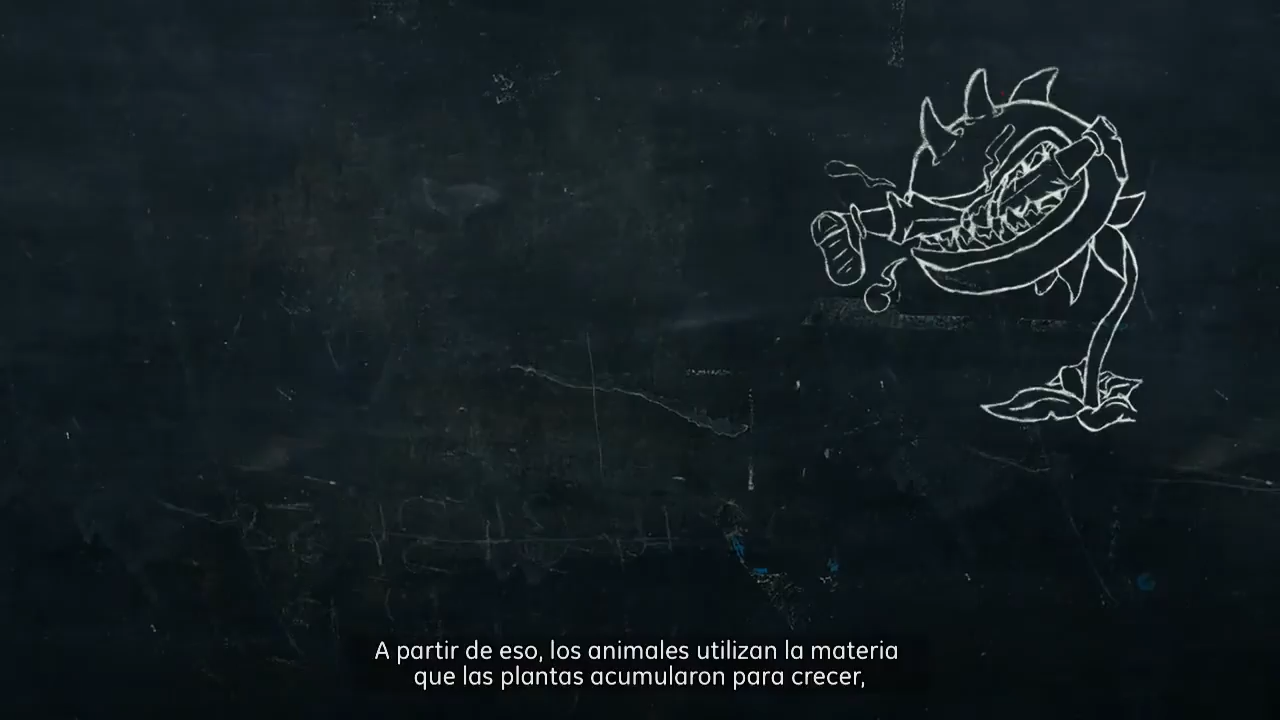 A partir de eso, los animales utilizan la materia
que las plantas acumularon para crecer,